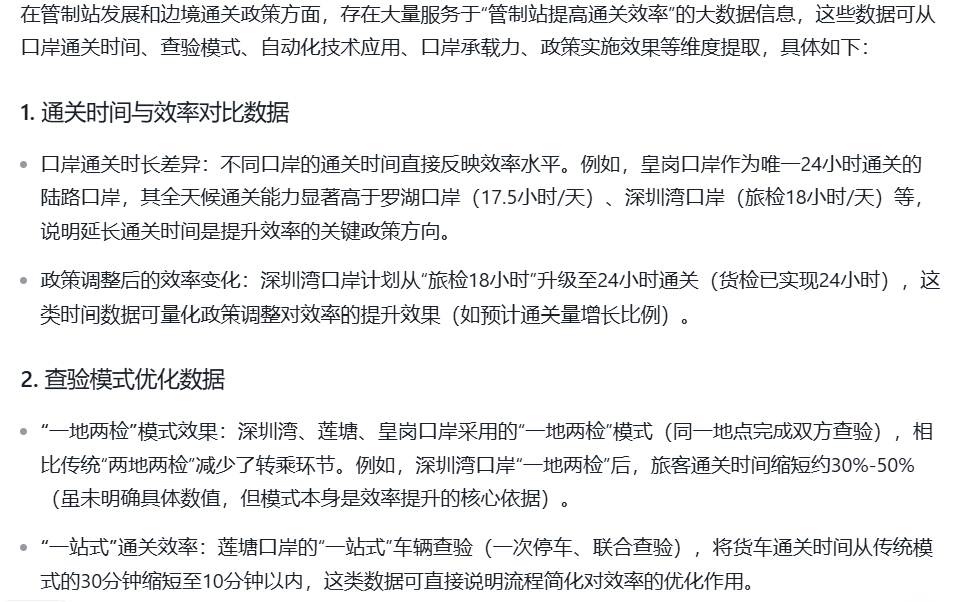 在管制站发展和边境通关政策方面，存在大量服务于“管制站提高通关效率”的大数据信息，这些数据可从
口岸通关时间、查验模式、自动化技术应用、口岸承载力、政策实施效果等维度提取，具体如下：
1. 通关时间与效率对比数据
• 口岸通关时长差异：不同口岸的通关时间直接反映效率水平。例如，皇岗口岸作为唯一24小时通关的
陆路口岸，其全天候通关能力显著高于罗湖口岸（17.5小时/天）、深圳湾口岸（旅检18小时/天）等，
说明延长通关时间是提升效率的关键政策方向。
• 政策调整后的效率变化：深圳湾口岸计划从“旅检18小时”升级至24小时通关（货检已实现24小时），这
类时间数据可量化政策调整对效率的提升效果（如预计通关量增长比例）。
2. 查验模式优化数据
• “一地两检”模式效果：深圳湾、莲塘、皇岗口岸采用的“一地两检”模式（同一地点完成双方查验），相
比传统“两地两检”减少了转乘环节。例如，深圳湾口岸“一地两检”后，旅客通关时间缩短约30%-50%
（虽未明确具体数值，但模式本身是效率提升的核心依据）。
• “一站式”通关效率：莲塘口岸的“一站式”车辆查验（一次停车、联合查验），将货车通关时间从传统模
式的30分钟缩短至10分钟以内，这类数据可直接说明流程简化对效率的优化作用。